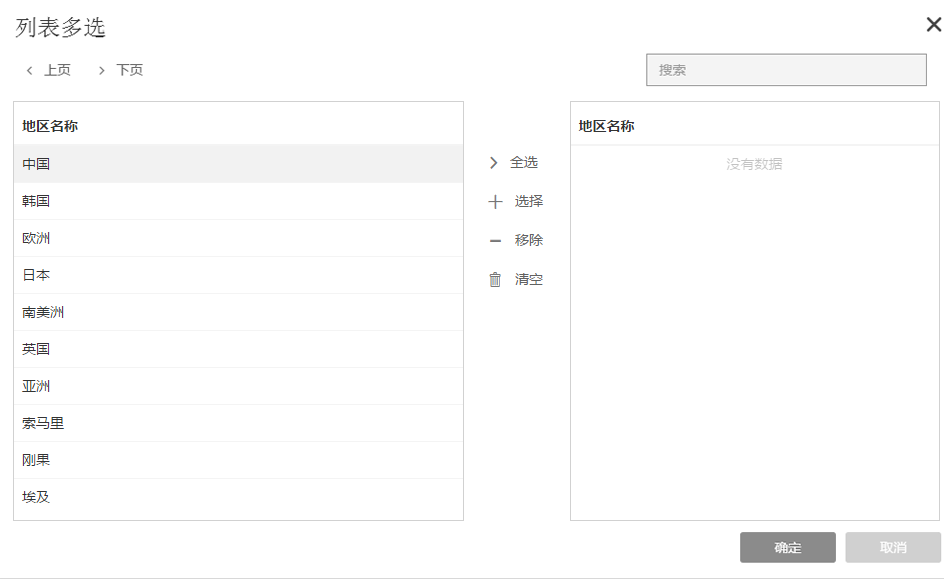 列表多选
上页 下页
搜索
地区名称
中国
韩国
欧洲
日本
南美洲
英国
亚洲
索马里
刚果
埃及
全选
选择
移除
清空
地区名称
没有数据
确定 取消